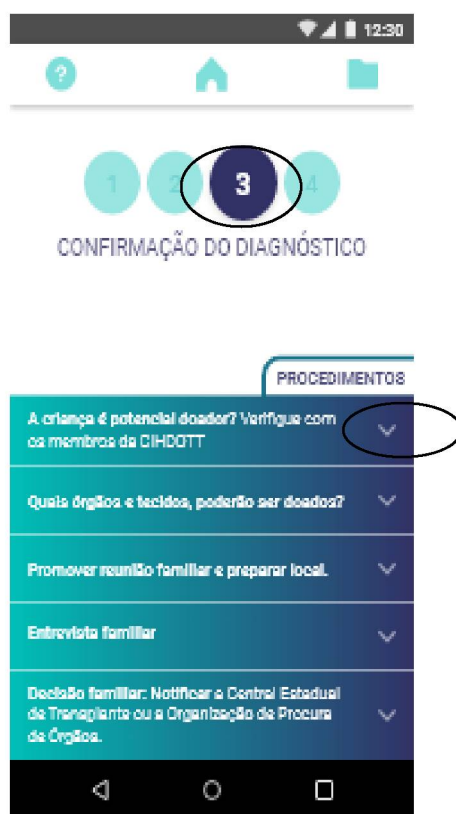 12:30
?
1 2 3 4
CONFIRMAÇÃO DO DIAGNÓSTICO
PROCEDIMENTOS
A criança é potencial doador? Verifique com
os membros da CIHDOTT
Quais órgãos e tecidos, poderão ser doados?
Promover reunião familiar e preparar local.
Entrevista familiar
Decisão familiar: Notificar a Central Estadual
de Transplante ou a Organização de Procura
de Órgãos.